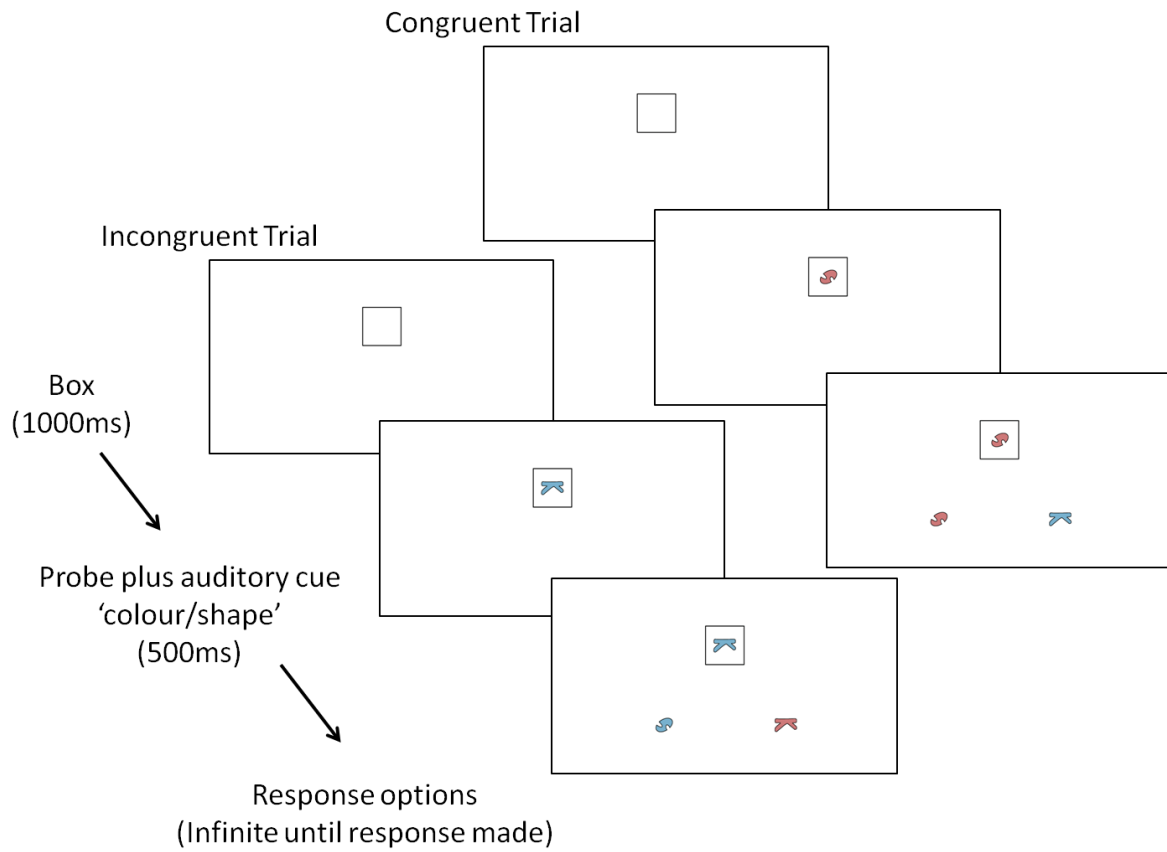 Congruent Trial
Incongruent Trial
Box
(1000ms)
Probe plus auditory cue
‘colour/shape’
(500ms)
Response options
(Infinite until response made)